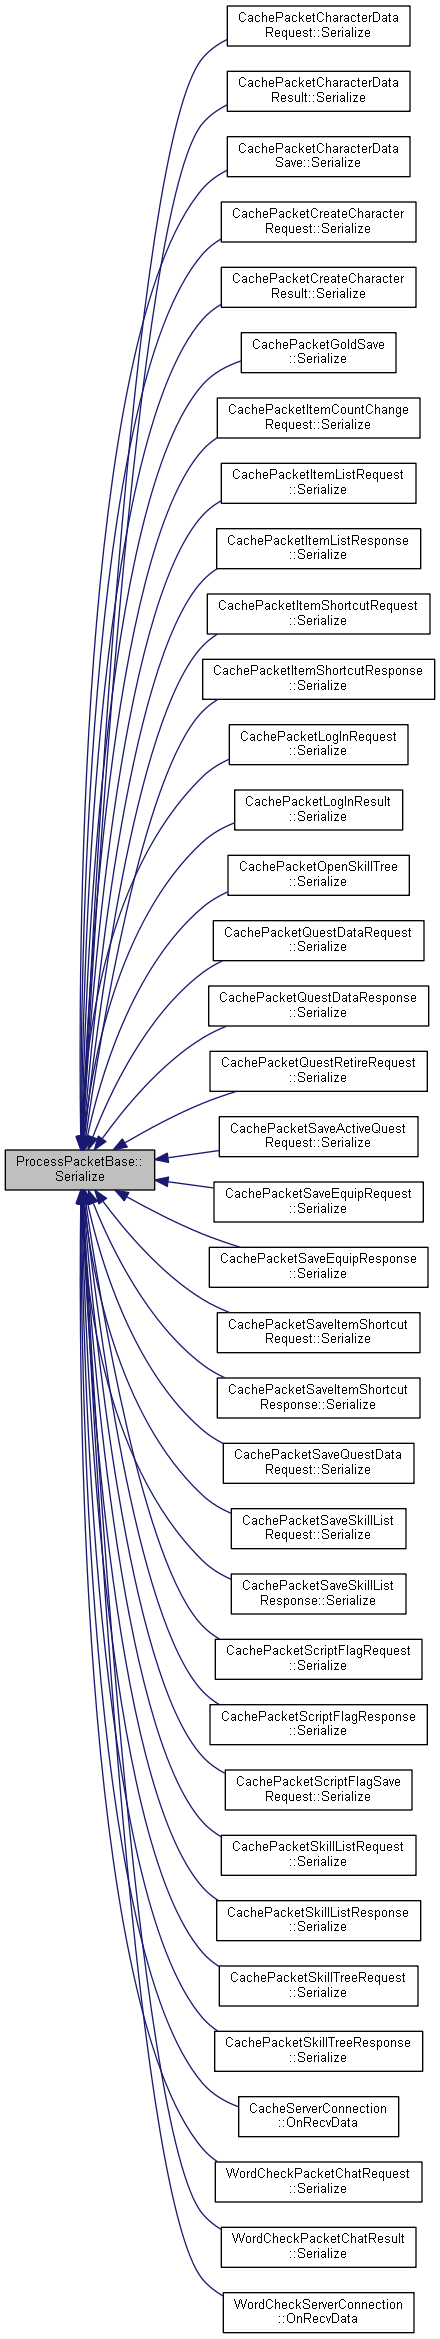 CachePacketCharacterData
Request::Serialize
CachePacketCharacterData
Result::Serialize
CachePacketCharacterData
Save::Serialize
CachePacketCreateCharacter
Request::Serialize
CachePacketCreateCharacter
Result::Serialize
CachePacketGoldSave
::Serialize
CachePacketItemCountChange
Request::Serialize
CachePacketItemListRequest
::Serialize
CachePacketItemListResponse
::Serialize
CachePacketItemShortcutRequest
::Serialize
CachePacketItemShortcutResponse
::Serialize
CachePacketLogInRequest
::Serialize
CachePacketLogInResult
::Serialize
CachePacketOpenSkillTree
::Serialize
CachePacketQuestDataRequest
::Serialize
CachePacketQuestDataResponse
::Serialize
CachePacketQuestRetireRequest
::Serialize
CachePacketSaveActiveQuest
Request::Serialize
ProcessPacketBase::
Serialize
CachePacketSaveEquipRequest
::Serialize
CachePacketSaveEquipResponse
::Serialize
CachePacketSaveItemShortcut
Request::Serialize
CachePacketSaveItemShortcut
Response::Serialize
CachePacketSaveQuestData
Request::Serialize
CachePacketSaveSkillList
Request::Serialize
CachePacketSaveSkillList
Response::Serialize
CachePacketScriptFlagRequest
::Serialize
CachePacketScriptFlagResponse
::Serialize
CachePacketScriptFlagSave
Request::Serialize
CachePacketSkillListRequest
::Serialize
CachePacketSkillListResponse
::Serialize
CachePacketSkillTreeRequest
::Serialize
CachePacketSkillTreeResponse
::Serialize
CacheServerConnection
::OnRecvData
WordCheckPacketChatRequest
::Serialize
WordCheckPacketChatResult
::Serialize
WordCheckServerConnection
::OnRecvData